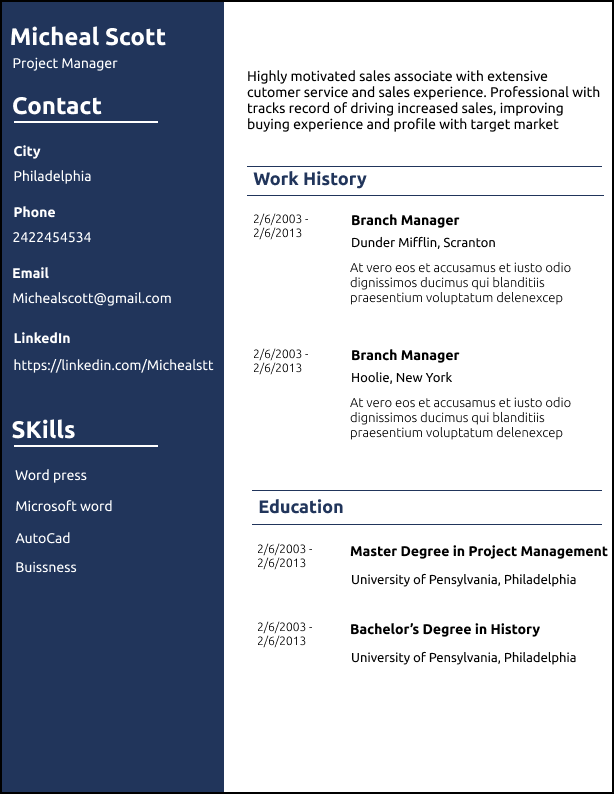 Micheal Scott
Project Manager
Contact
City
Philadelphia
Phone
2422454534
Email
Michealscott@gmail.com
LinkedIn
https://linkedin.com/Michealstt
SKills
Word press
Microsoft word
AutoCad
Buissness
Highly motivated sales associate with extensive
cutomer service and sales experience. Professional with
tracks record of driving increased sales, improving
buying experience and profile with target market
Work History
2/6/2003 -
2/6/2013
Branch Manager
Dunder Mifflin, Scranton
At vero eos et accusamus et iusto odio
dignissimos ducimus qui blanditiis
praesentium voluptatum delenexcep
2/6/2003 -
2/6/2013
Branch Manager
Hoolie, New York
At vero eos et accusamus et iusto odio
dignissimos ducimus qui blanditiis
praesentium voluptatum delenexcep
Education
2/6/2003 -
2/6/2013
Master Degree in Project Management
University of Pensylvania, Philadelphia
2/6/2003 -
2/6/2013
Bachelor’s Degree in History
University of Pensylvania, Philadelphia